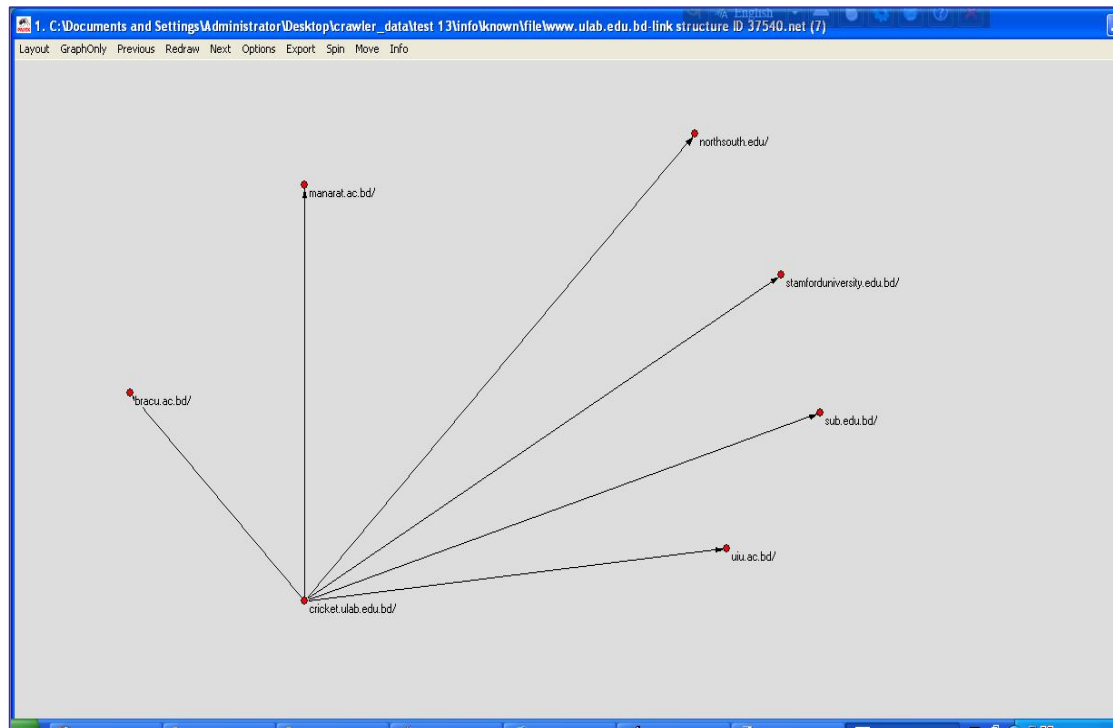 1. C:\Documents and Settings\Administrator\Desktop\crawler_data\test 13\info\known\file\www.ulab.edu.bd-link structure ID 37540.net (7)
English
Layout GraphOnly Previous Redraw Next Options Export Spin Move Info
northsouth.edu/
manarat.ac.bd/
stamforduniversity.edu.bd/
bracu.ac.bd/
sub.edu.bd/
uiu.ac.bd/
cricket.ulab.edu.bd/